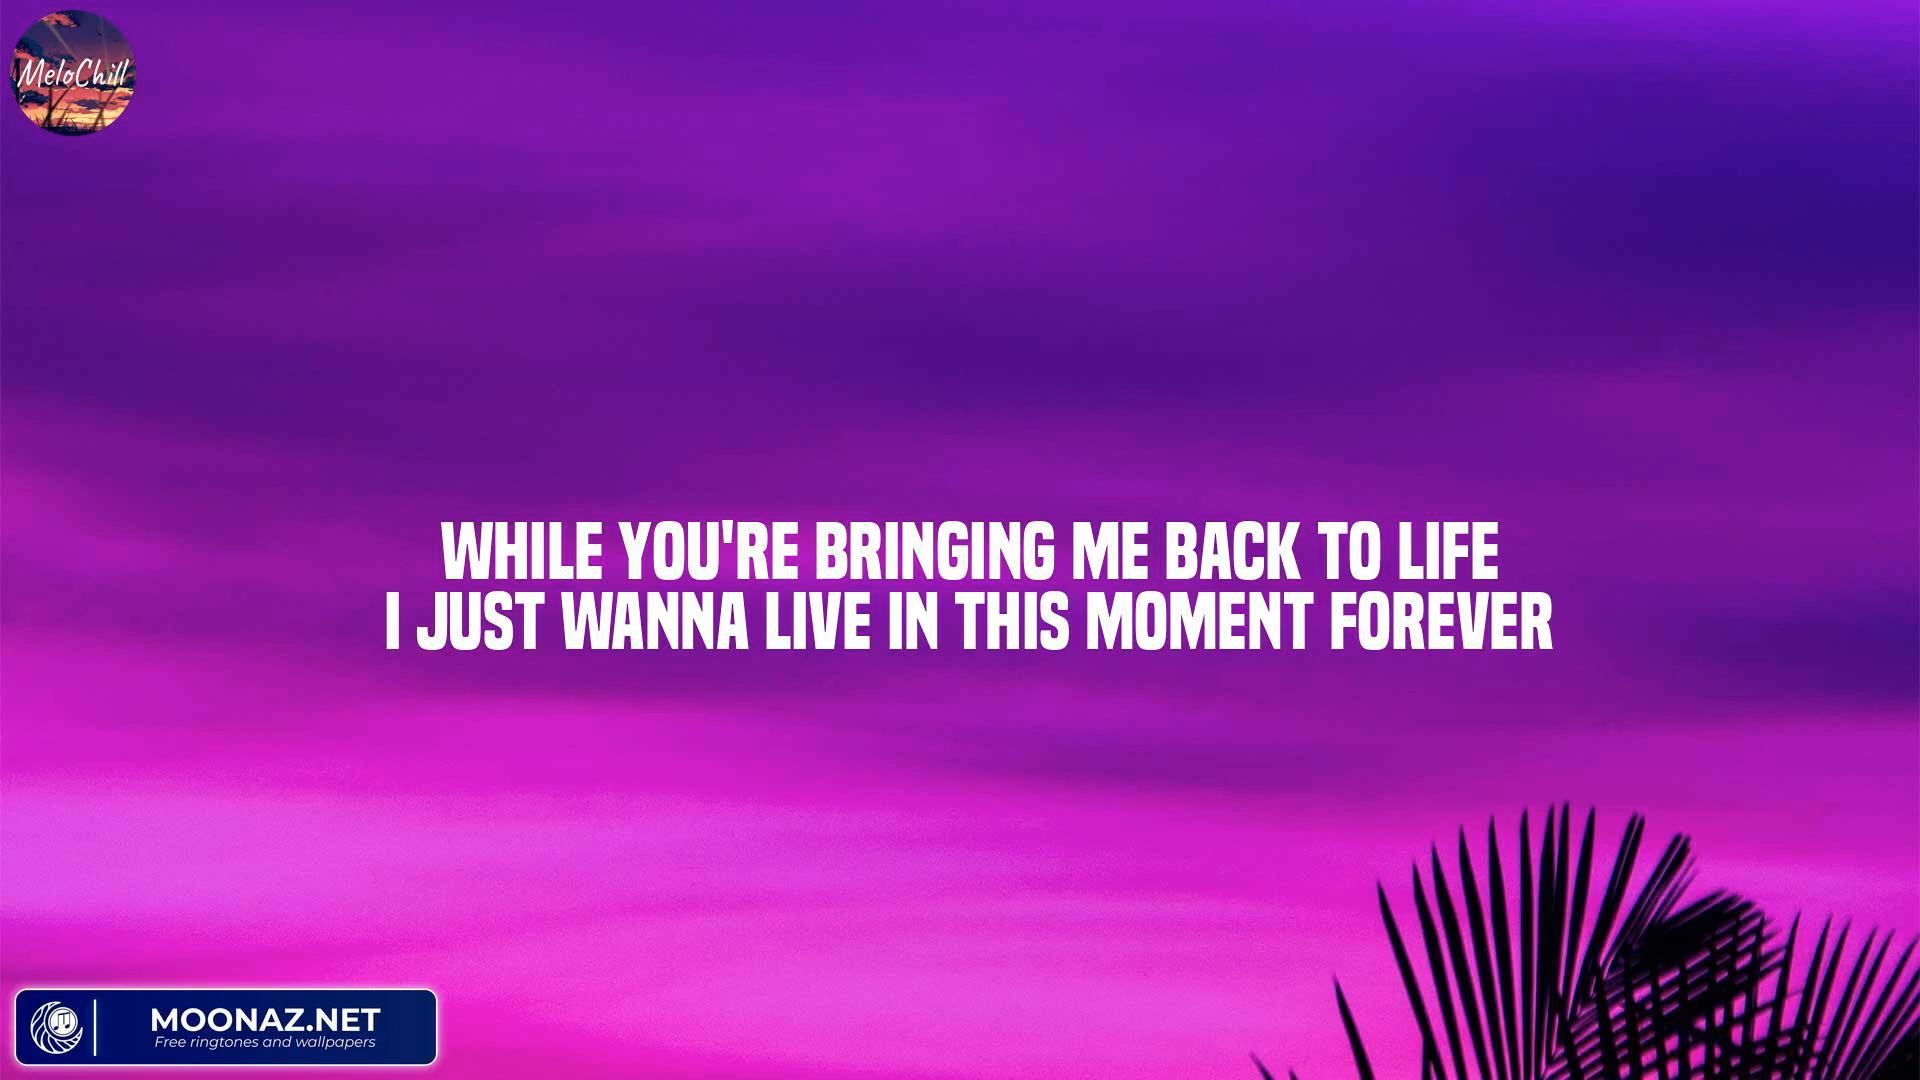 MeloChill
WHILE YOU'RE BRINGING ME BACK TO LIFE
I JUST WANNA LIVE IN THIS MOMENT FOREVER
MOONAZ.NET
Free ringtones and wallpapers